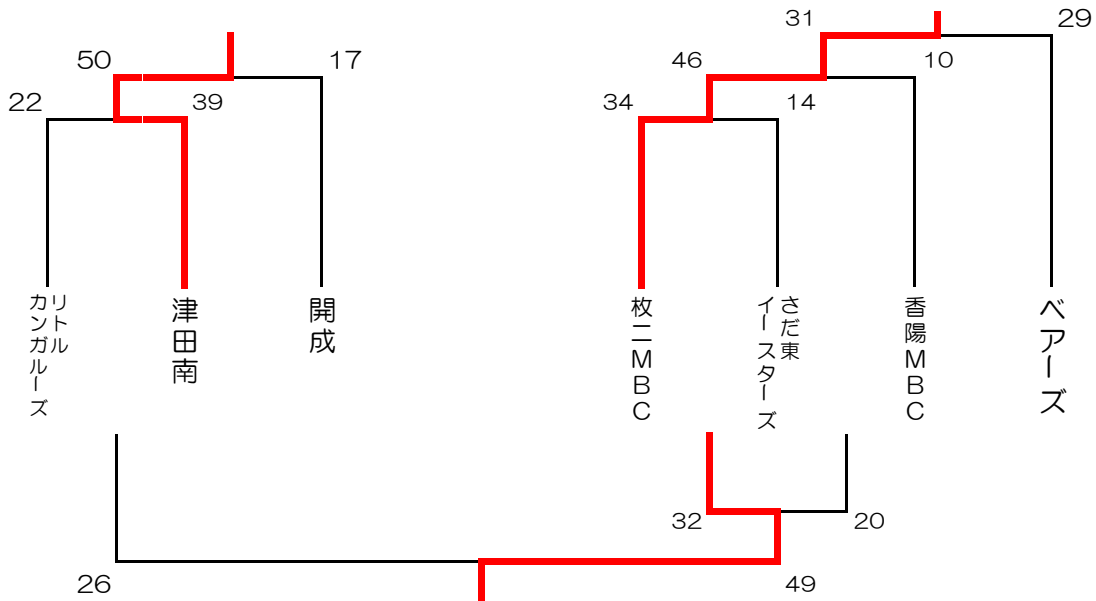 31
29
50
17
46
10
22
39
34
14
リトル
カンガルーズ
津田南
開成
枚二MBC
さだ東
イースターズ
香陽MBC
ベアーズ
32
20
26
49